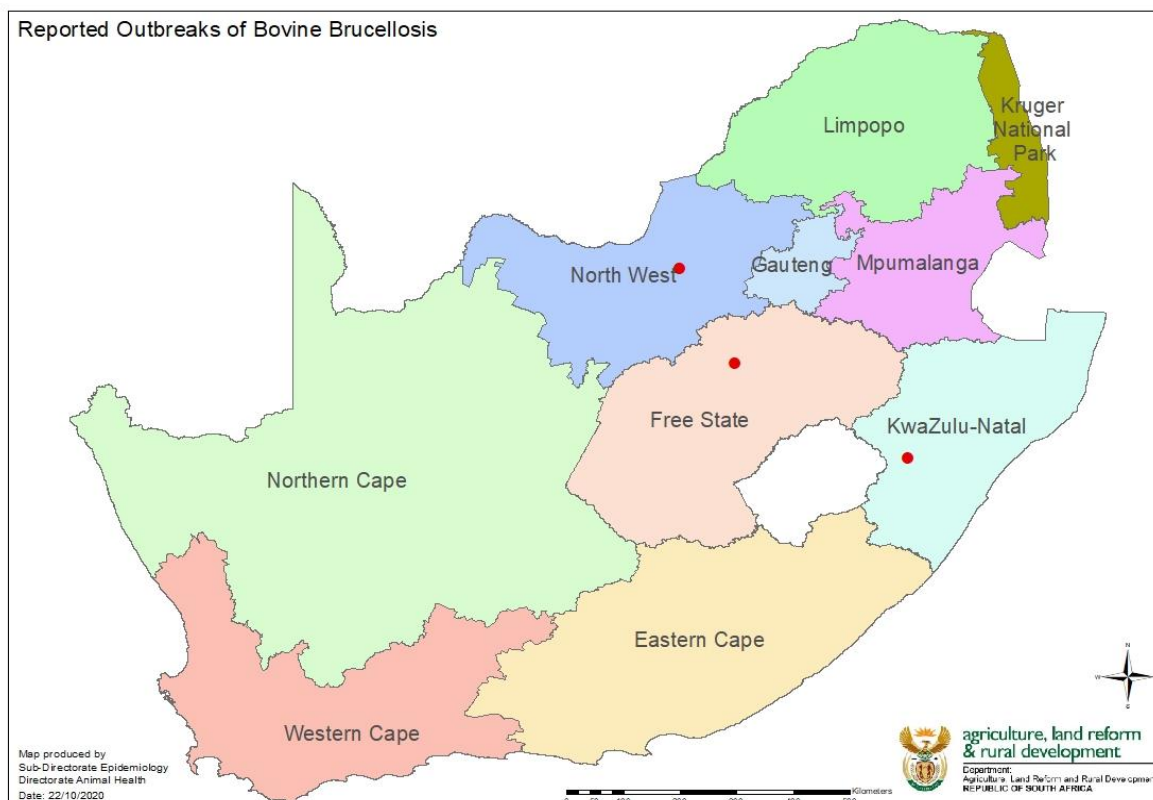 Reported Outbreaks of Bovine Brucellosis
Kruger
National
Park
Limpopo
North West
Gauteng
Mpumalanga
Free State
KwaZulu-Natal
Northern Cape
Eastern Cape
Western Cape
N
W
S
Map produced by
Sub-Directorate Epidemiology
Directorate Animal Health
Date: 22/10/2020
Kilometers
agriculture, land reform
& rural development
Department:
Agriculture, Land Reform and Rural Development
REPUBLIC OF SOUTH AFRICA